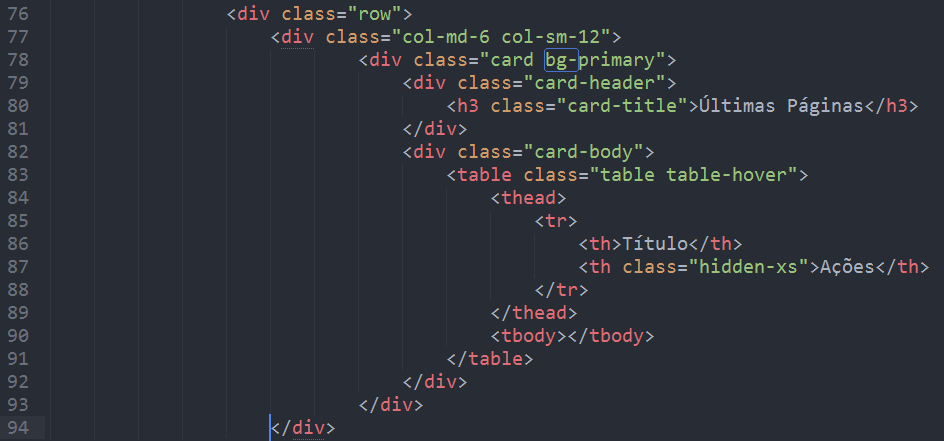 76 <div class="row">
77 <div class="col-md-6 col-sm-12">
78 <div class="card bg-primary">
79 <div class="card-header">
80 <h3 class="card-title">Últimas Páginas</h3>
81 </div>
82 <div class="card-body">
83 <table class="table table-hover">
84 <thead>
85 <tr>
86 <th>Título</th>
87 <th class="hidden-xs">Ações</th>
88 </tr>
89 </thead>
90 <tbody></tbody>
91 </table>
92 </div>
93 </div>
94 </div>